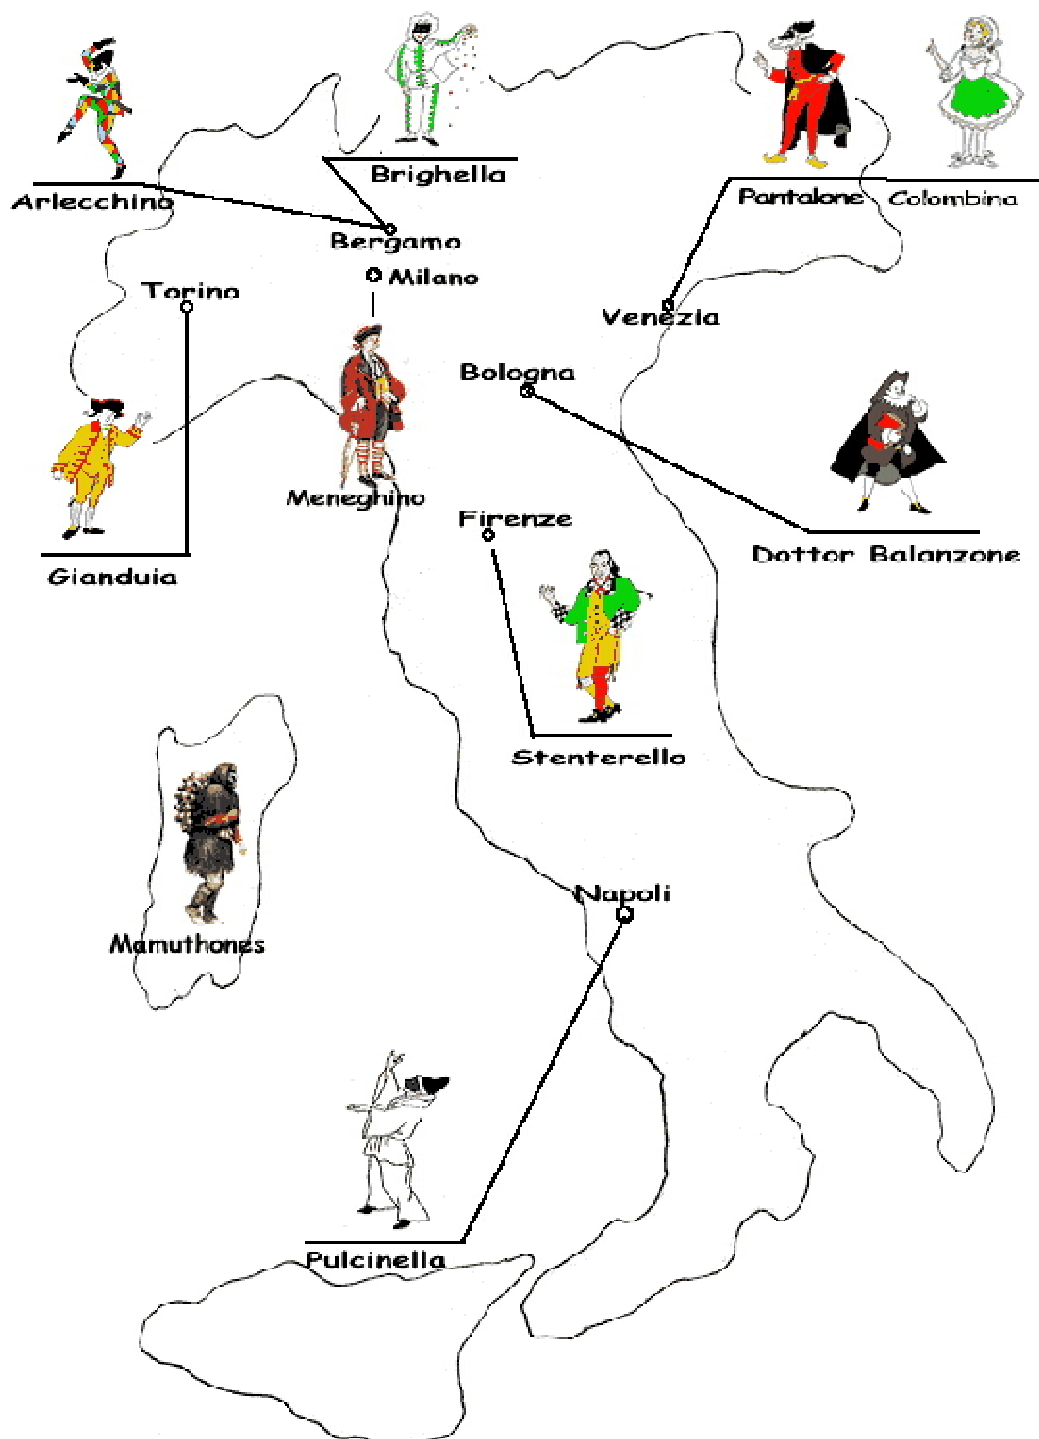 Brighella
Arlecchino
Pantalone
Colombina
Bergamo
Milano
Torino
Venezia
Bologna
Meneghino
Firenze
Dottor Balanzone
Gianduia
Stenterello
Napoli
Mamuthones
Pulcinella